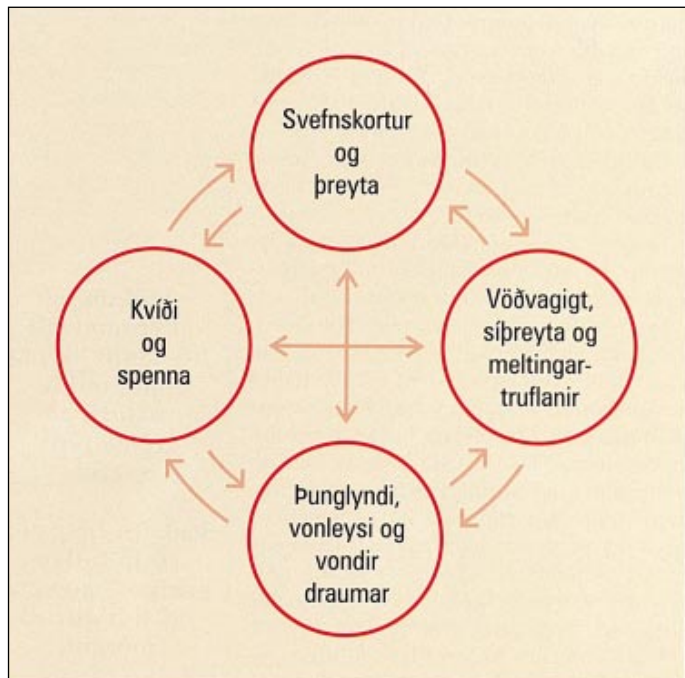 Svefnskortur
og
þreyta
Kvíði
og
spenna
Vöðvagigt,
síþreyta og
meltingar-
truflanir
Þunglyndi,
vonleysi og
vondir
draumar